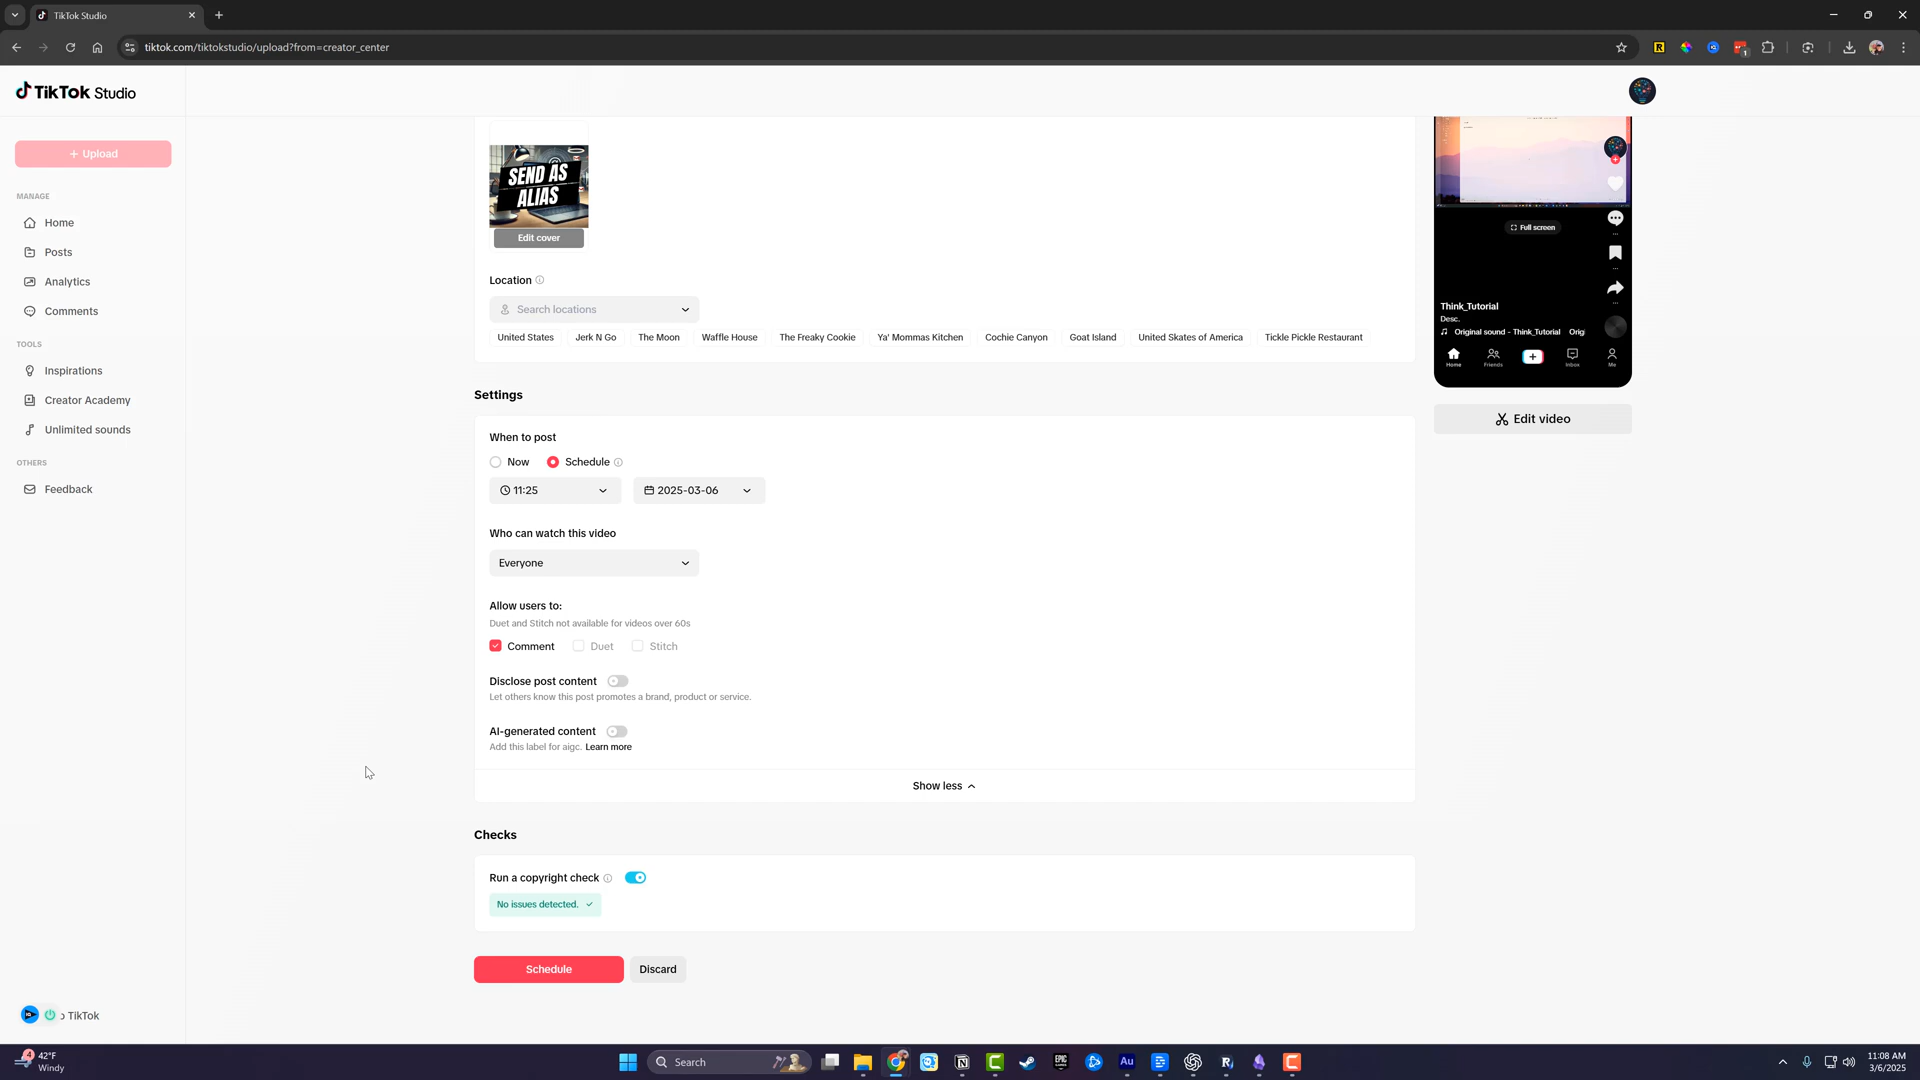 TikTok Studio
tiktok.com/tiktokstudio/upload?from=creator_center
TikTok Studio
+ Upload
MANAGE
Home
Posts
Analytics
Comments
TOOLS
Inspirations
Creator Academy
Unlimited sounds
OTHERS
Feedback
TikTok
SEND AS
ALIAS
Edit cover
Location
Search locations
United States Jerk N Go The Moon Waffle House The Freaky Cookie Ya' Mommas Kitchen Cochie Canyon Goat Island United Skates of America Tickle Pickle Restaurant
Settings
When to post
Now Schedule
11:25 2025-03-06
Who can watch this video
Everyone
Allow users to:
Duet and Stitch not available for videos over 60s
Comment Duet Stitch
Disclose post content
Let others know this post promotes a brand, product or service.
AI-generated content
Add this label for aigc. Learn more
Show less
Checks
Run a copyright check
No issues detected.
Schedule Discard
Full screen
Think_Tutorial
Desc.
Original sound - Think_Tutorial Orig
Home Friends Inbox Me
Edit video
4
42°F
Windy
Search
Au
11:08 AM
3/6/2025